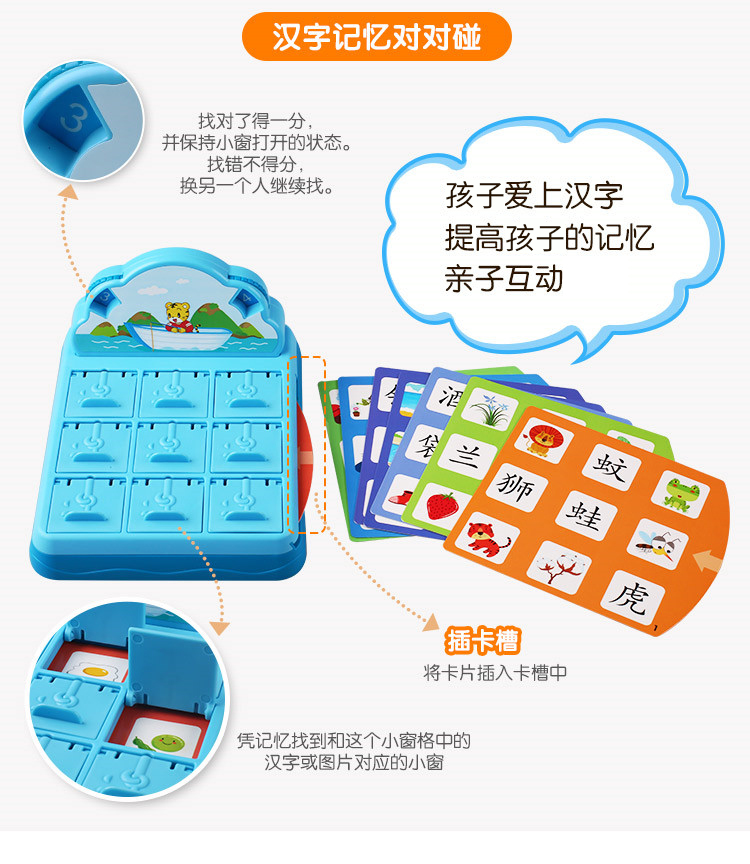 汉字记忆对对碰
找对了得一分，
并保持小窗打开的状态。
找错不得分，
换另一个人继续找。
孩子爱上汉字
提高孩子的记忆
亲子互动
3
3
4
酒
袋
兰
蚊
狮
蛙
虎
1
插卡槽
将卡片插入卡槽中
凭记忆找到和这个小窗格中的
汉字或图片对应的小窗